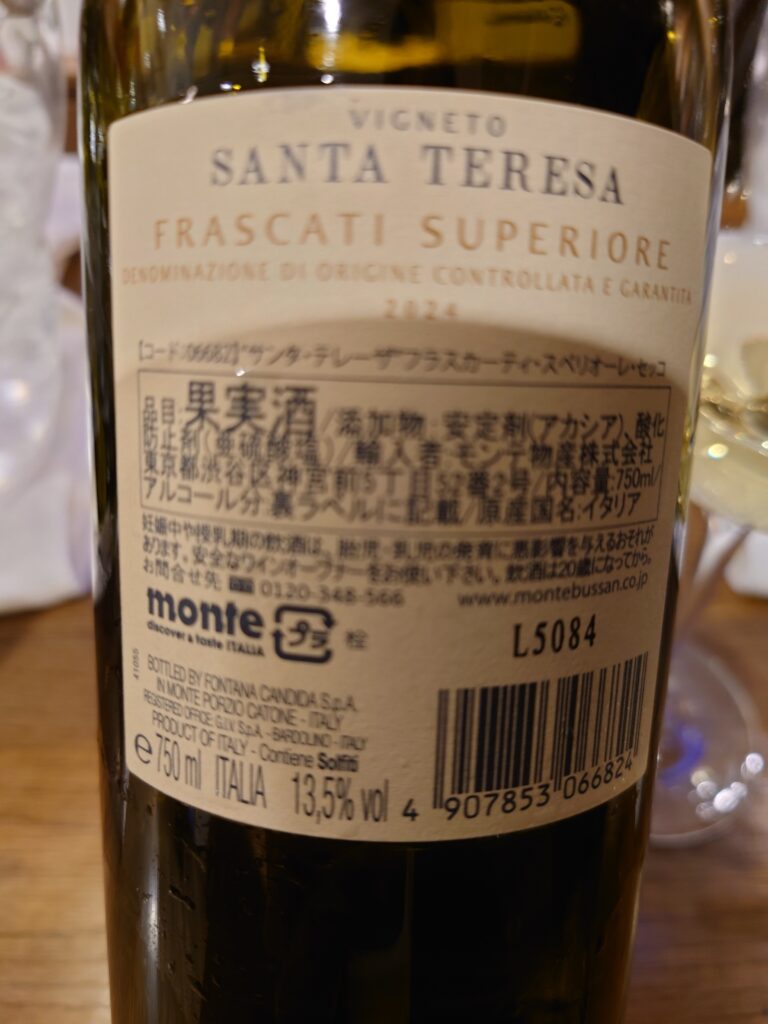 VIGNETO
SANTA TERESA
FRASCATI SUPERIORE
DENOMINAZIONE DI ORIGINE CONTROLLATA E GARANTITA
2024
【コード:06682】"サンタ・テレーザ"フラスカーティ・スペリオーレ・セッコ
品目:果実酒/添加物:安定剤(アカシア)、酸化
防止剤(亜硫酸塩)/輸入者:モンテ物産株式会社
東京都渋谷区神宮前5丁目52番2号/内容量:750ml/
アルコール分:裏ラベルに記載/原産国名:イタリア
妊娠中や授乳期の飲酒は、胎児・乳児の発育に悪影響を与えるおそれが
あります。安全なワインオープナーをお使い下さい。飲酒は20歳になってから。
お問合せ先 0120-348-566 www.montebussan.co.jp
monte
discover & taste ITALIA
プラ 栓
L5084
41055
BOTTLED BY FONTANA CANDIDA S.p.A.
IN MONTE PORZIO CATONE - ITALY
REGISTERED OFFICE: G.I.V. S.p.A. - BARDOLINO - ITALY
PRODUCT OF ITALY - Contiene Solfiti
e 750 ml ITALIA 13,5% vol
4 907853 066824